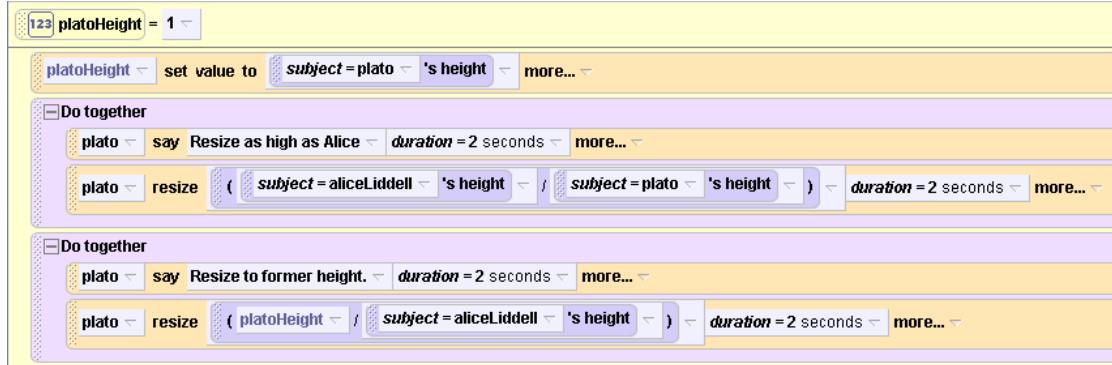 123 platoHeight = 1
platoHeight set value to subject = plato 's height more...
Do together
plato say Resize as high as Alice duration = 2 seconds more...
plato resize ( subject = aliceLiddell 's height / subject = plato 's height ) duration = 2 seconds more...
Do together
plato say Resize to former height. duration = 2 seconds more...
plato resize ( platoHeight / subject = aliceLiddell 's height ) duration = 2 seconds more...